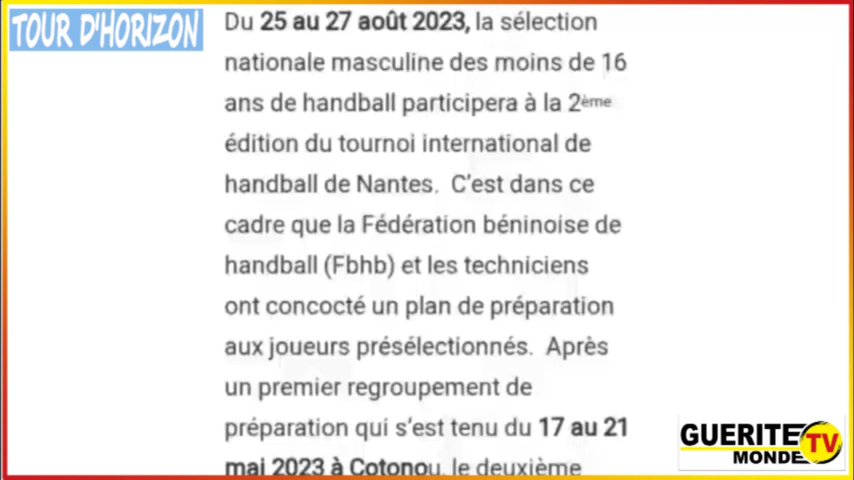 TOUR D'HORIZON
Du 25 au 27 août 2023, la sélection
nationale masculine des moins de 16
ans de handball participera à la 2ème
édition du tournoi international de
handball de Nantes. C'est dans ce
cadre que la Fédération béninoise de
handball (Fbhb) et les techniciens
ont concocté un plan de préparation
aux joueurs présélectionnés. Après
un premier regroupement de
préparation qui s'est tenu du 17 au 21
mai 2023 à Cotonou, le deuxième
GUERITE TV
MONDE